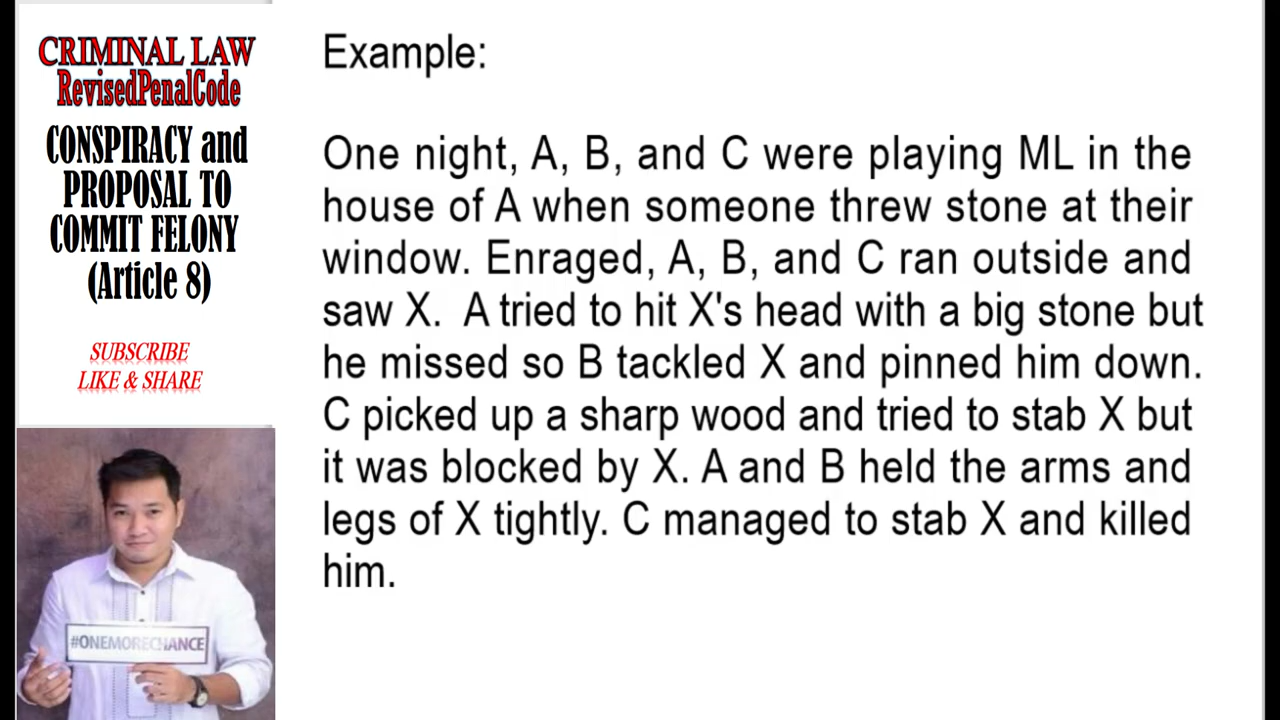 CRIMINAL LAW
RevisedPenalCode
CONSPIRACY and
PROPOSAL TO
COMMIT FELONY
(Article 8)
SUBSCRIBE
LIKE & SHARE
#ONEMORECHANCE
Example:
One night, A, B, and C were playing ML in the
house of A when someone threw stone at their
window. Enraged, A, B, and C ran outside and
saw X. A tried to hit X's head with a big stone but
he missed so B tackled X and pinned him down.
C picked up a sharp wood and tried to stab X but
it was blocked by X. A and B held the arms and
legs of X tightly. C managed to stab X and killed
him.